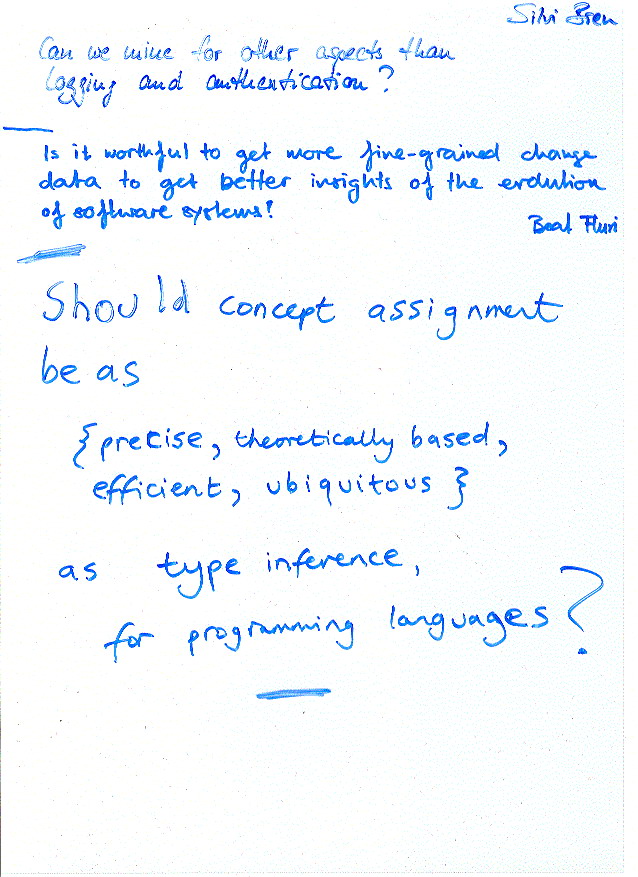 Silvi Breu
Can we mine for other aspects than
logging and authentication?
Is it worthful to get more fine-grained change
data to get better insights of the evolution
of software systems?
Beat Fluri
Should concept assignment
be as
{precise, theoretically based,
efficient, ubiquitous}
as type inference,
for programming languages?